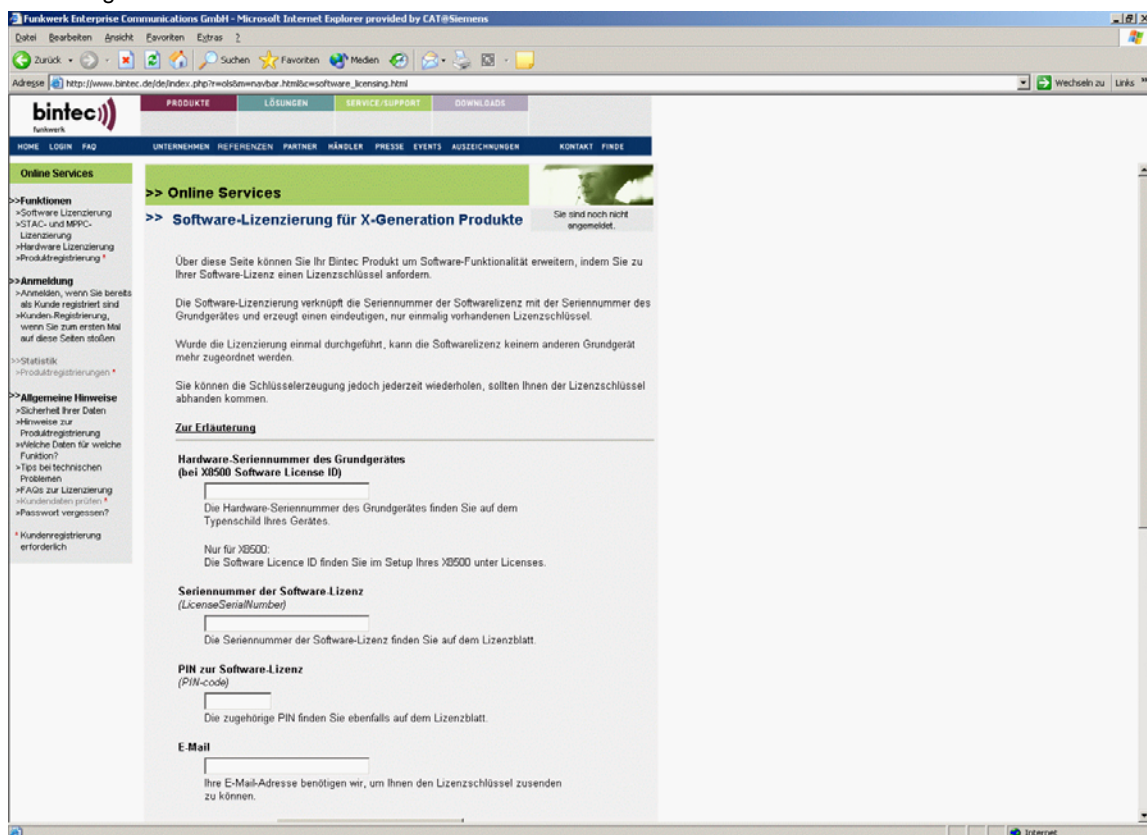 Funkwerk Enterprise Communications GmbH - Microsoft Internet Explorer provided by CAT@Siemens
Datei Bearbeiten Ansicht Favoriten Extras ?
Zurück Suchen Favoriten Medien
Adresse http://www.bintec.de/de/index.php?r=ols&m=navbar.html&c=software_licensing.html Wechseln zu Links »
bintec
funkwerk
PRODUKTE LÖSUNGEN SERVICE/SUPPORT DOWNLOADS
HOME LOGIN FAQ UNTERNEHMEN REFERENZEN PARTNER HÄNDLER PRESSE EVENTS AUSZEICHNUNGEN KONTAKT FINDE
Online Services
>>Funktionen
>Software Lizenzierung
>STAC- und MPPC-
Lizenzierung
>Hardware Lizenzierung
>Produktregistrierung *
>>Anmeldung
>Anmelden, wenn Sie bereits
als Kunde registriert sind
>Kunden-Registrierung,
wenn Sie zum ersten Mal
auf diese Seiten stoßen
>>Statistik
>Produktregistrierungen *
>>Allgemeine Hinweise
>Sicherheit Ihrer Daten
>Hinweise zur
Produktregistrierung
>Welche Daten für welche
Funktion?
>Tips bei technischen
Problemen
>FAQs zur Lizenzierung
>Kundendaten prüfen *
>Passwort vergessen?
* Kundenregistrierung
erforderlich
>> Online Services
>> Software-Lizenzierung für X-Generation Produkte
Sie sind noch nicht
angemeldet.
Über diese Seite können Sie Ihr Bintec Produkt um Software-Funktionalität erweitern, indem Sie zu
Ihrer Software-Lizenz einen Lizenzschlüssel anfordern.
Die Software-Lizenzierung verknüpft die Seriennummer der Softwarelizenz mit der Seriennummer des
Grundgerätes und erzeugt einen eindeutigen, nur einmalig vorhandenen Lizenzschlüssel.
Wurde die Lizenzierung einmal durchgeführt, kann die Softwarelizenz keinem anderen Grundgerät
mehr zugeordnet werden.
Sie können die Schlüsselerzeugung jedoch jederzeit wiederholen, sollten Ihnen der Lizenzschlüssel
abhanden kommen.
Zur Erläuterung
Hardware-Seriennummer des Grundgerätes
(bei X8500 Software License ID)
Die Hardware-Seriennummer des Grundgerätes finden Sie auf dem
Typenschild Ihres Gerätes.
Nur für X8500:
Die Software Licence ID finden Sie im Setup Ihres X8500 unter Licenses.
Seriennummer der Software-Lizenz
(LicenseSerialNumber)
Die Seriennummer der Software-Lizenz finden Sie auf dem Lizenzblatt.
PIN zur Software-Lizenz
(PIN-code)
Die zugehörige PIN finden Sie ebenfalls auf dem Lizenzblatt.
E-Mail
Ihre E-Mail-Adresse benötigen wir, um Ihnen den Lizenzschlüssel zusenden
zu können.
Internet